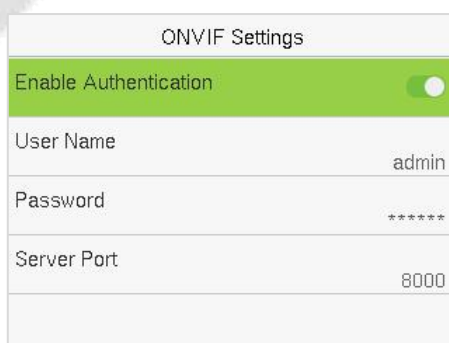 ONVIF Settings
Enable Authentication
User Name
admin
Password
******
Server Port
8000